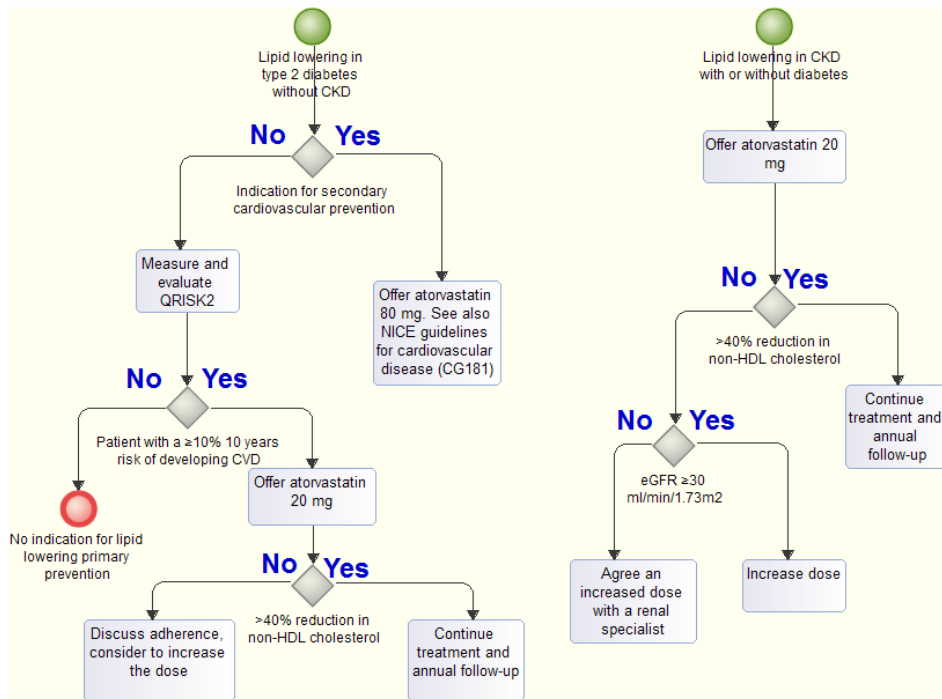 Lipid lowering in
type 2 diabetes
without CKD
No
Yes
Indication for secondary
cardiovascular prevention
Measure and
evaluate
QRISK2
Offer atorvastatin
80 mg. See also
NICE guidelines
for cardiovascular
disease (CG181)
No
Yes
Patient with a ≥10% 10 years
risk of developing CVD
No indication for lipid
lowering primary
prevention
Offer atorvastatin
20 mg
No
Yes
>40% reduction in
non-HDL cholesterol
Discuss adherence,
consider to increase
the dose
Continue
treatment and
annual follow-up
Lipid lowering in CKD
with or without diabetes
Offer atorvastatin 20
mg
No
Yes
>40% reduction in
non-HDL cholesterol
Continue
treatment and
annual
follow-up
No
Yes
eGFR ≥30
ml/min/1.73m2
Agree an
increased dose
with a renal
specialist
Increase dose